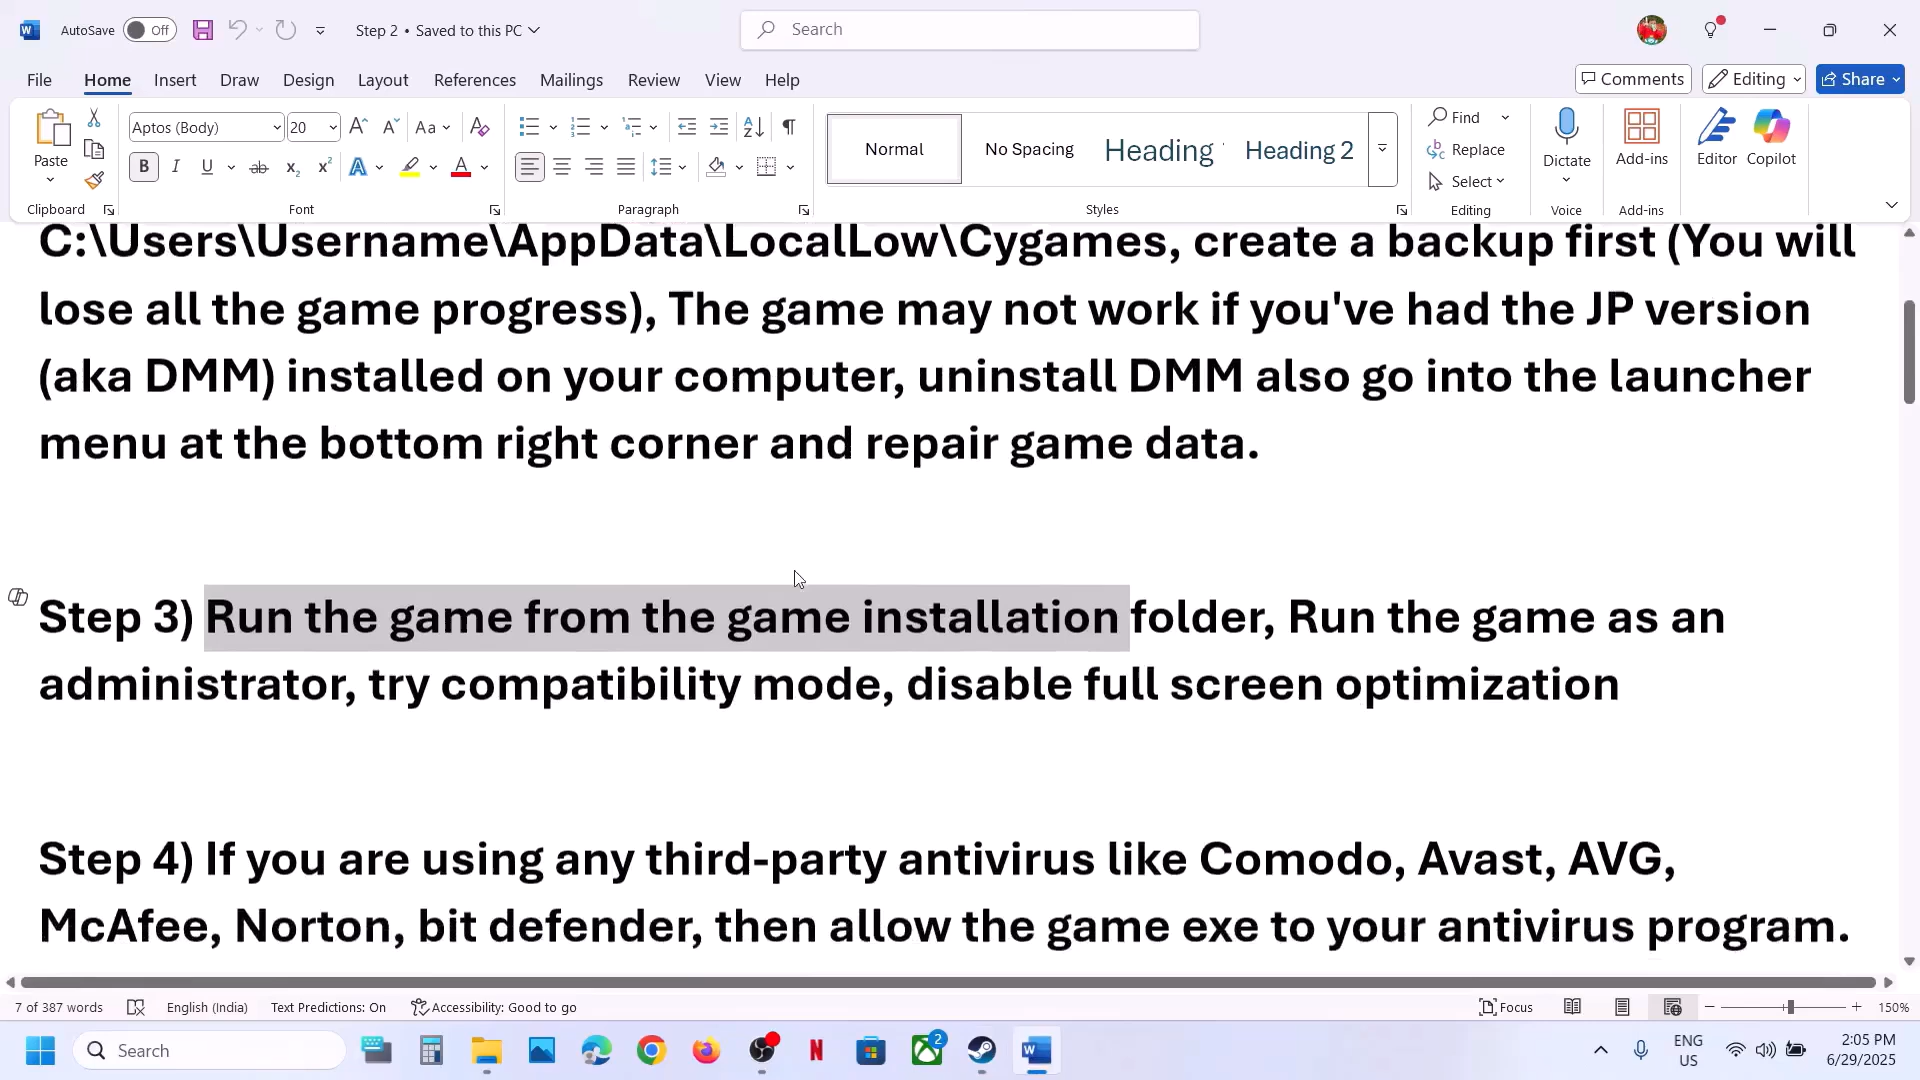 AutoSave Off Step 2 • Saved to this PC Search
File Home Insert Draw Design Layout References Mailings Review View Help Comments Editing Share
Paste Aptos (Body) 20 Aa Normal No Spacing Heading Heading 2 Find Replace Select Dictate Add-ins Editor Copilot
Clipboard Font Paragraph Styles Editing Voice Add-ins
C:\Users\Username\AppData\LocalLow\Cygames, create a backup first (You will
lose all the game progress), The game may not work if you've had the JP version
(aka DMM) installed on your computer, uninstall DMM also go into the launcher
menu at the bottom right corner and repair game data.
Step 3) Run the game from the game installation folder, Run the game as an
administrator, try compatibility mode, disable full screen optimization
Step 4) If you are using any third-party antivirus like Comodo, Avast, AVG,
McAfee, Norton, bit defender, then allow the game exe to your antivirus program.
7 of 387 words English (India) Text Predictions: On Accessibility: Good to go Focus 150%
Search 2 ENG 2:05 PM
US 6/29/2025